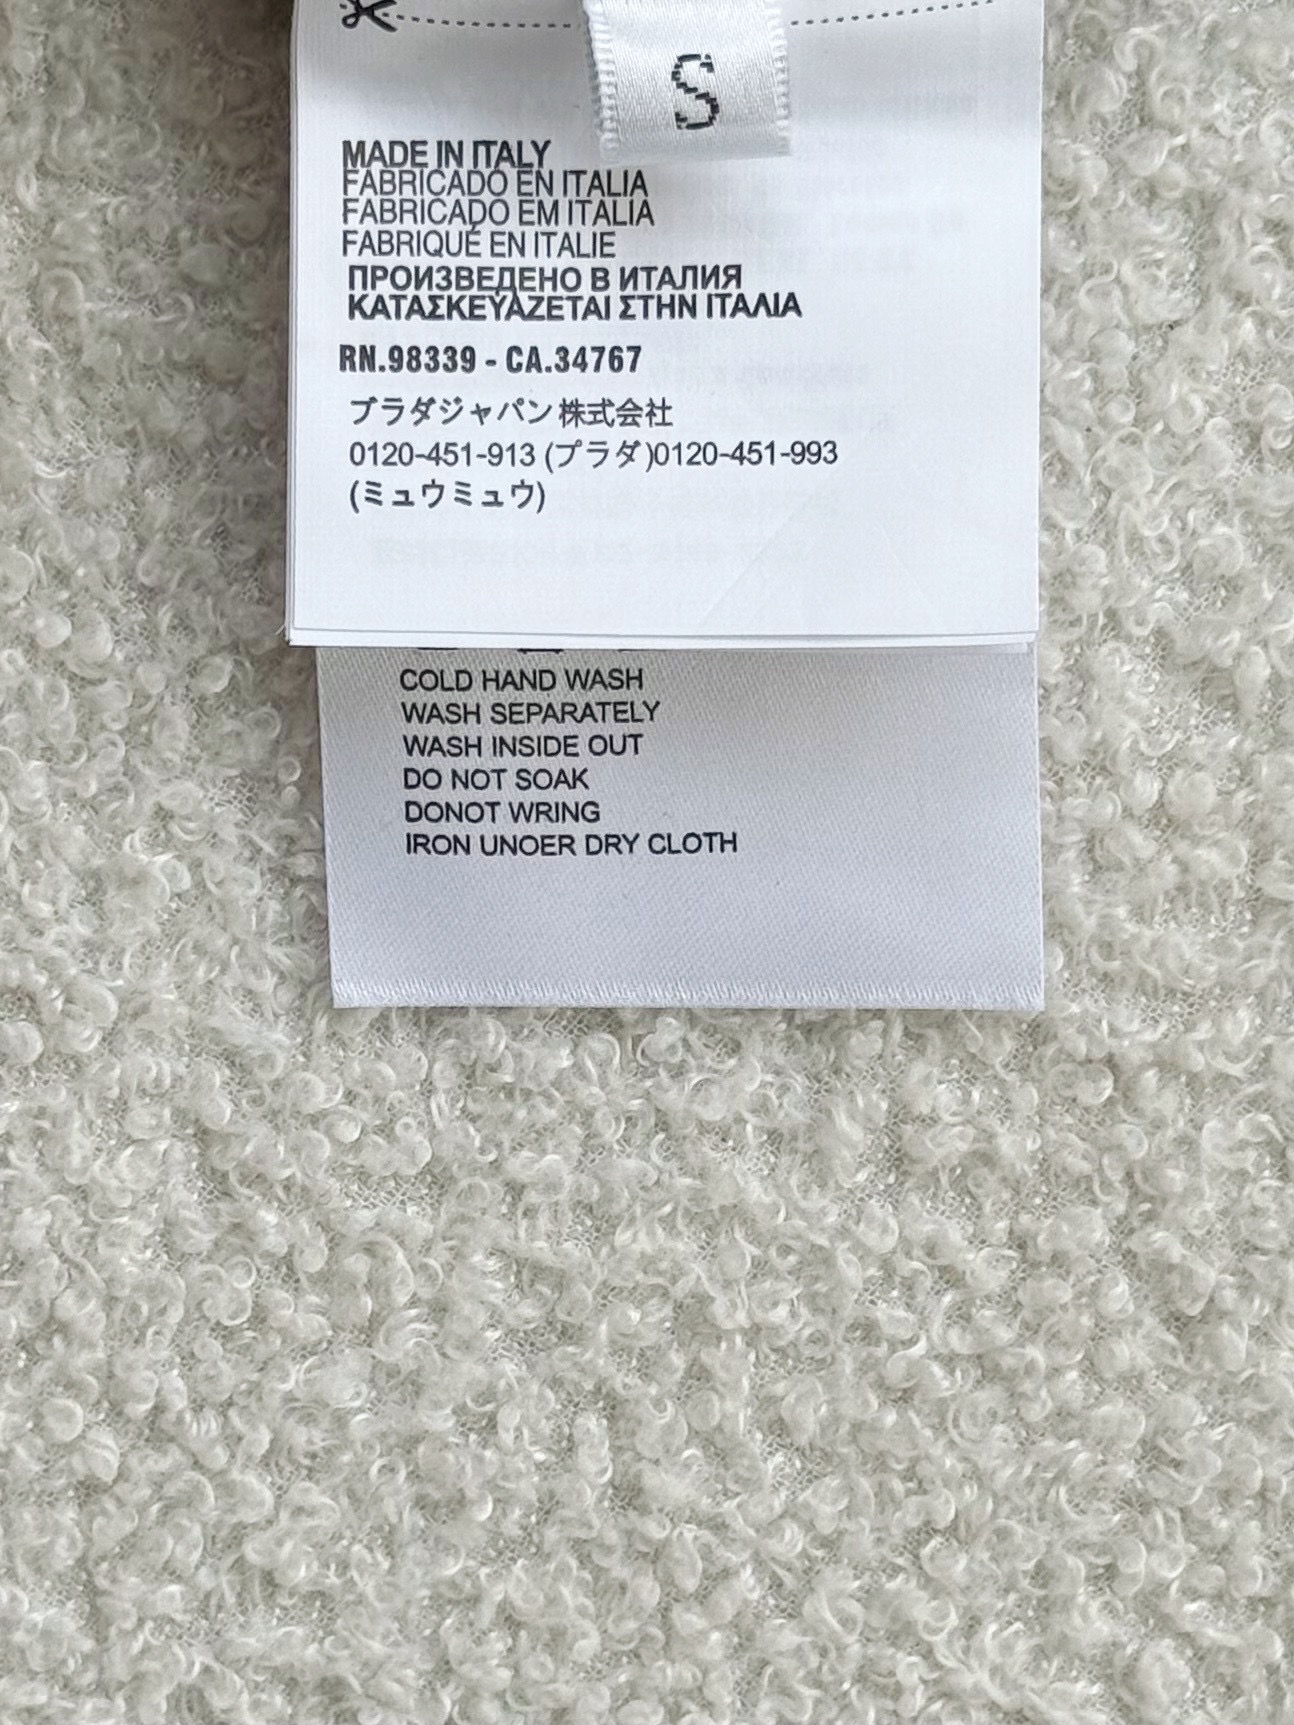 S
MADE IN ITALY
FABRICADO EN ITALIA
FABRICADO EM ITALIA
FABRIQUÉ EN ITALIE
ПРОИЗВЕДЕНО В ИТАЛИЯ
ΚΑΤΑΣΚΕΥΑΖΕΤΑΙ ΣΤΗΝ ΙΤΑΛΙΑ
RN.98339 - CA.34767
プラダジャパン株式会社
0120-451-913 (プラダ)0120-451-993
(ミュウミュウ)
COLD HAND WASH
WASH SEPARATELY
WASH INSIDE OUT
DO NOT SOAK
DONOT WRING
IRON UNOER DRY CLOTH